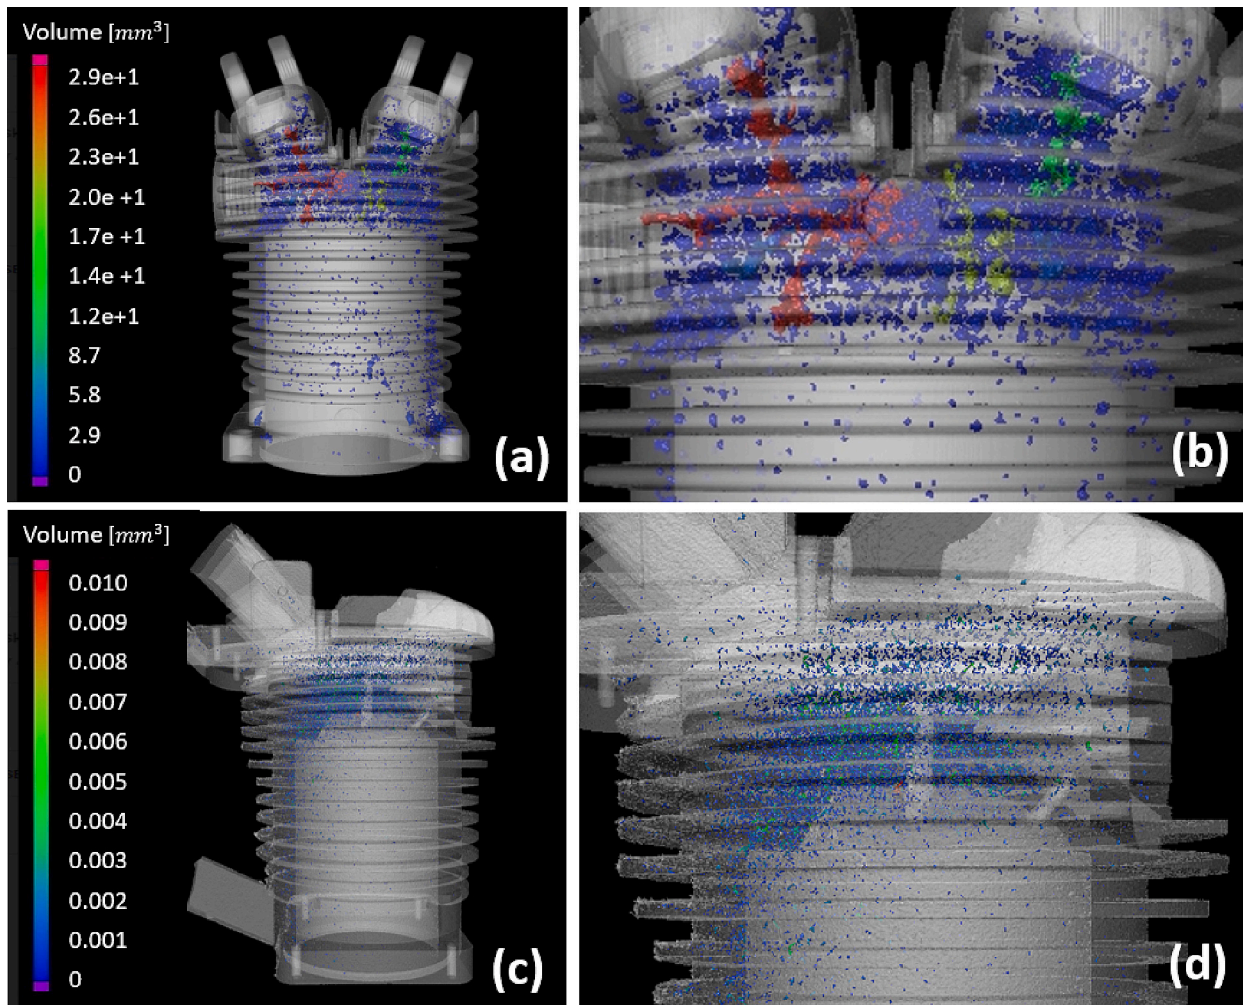 Volume [mm³]
2.9e+1
2.6e+1
2.3e+1
2.0e +1
1.7e +1
1.4e +1
1.2e+1
8.7
5.8
2.9
0
(a)
(b)
Volume [mm³]
0.010
0.009
0.008
0.007
0.006
0.005
0.004
0.003
0.002
0.001
0
(c)
(d)